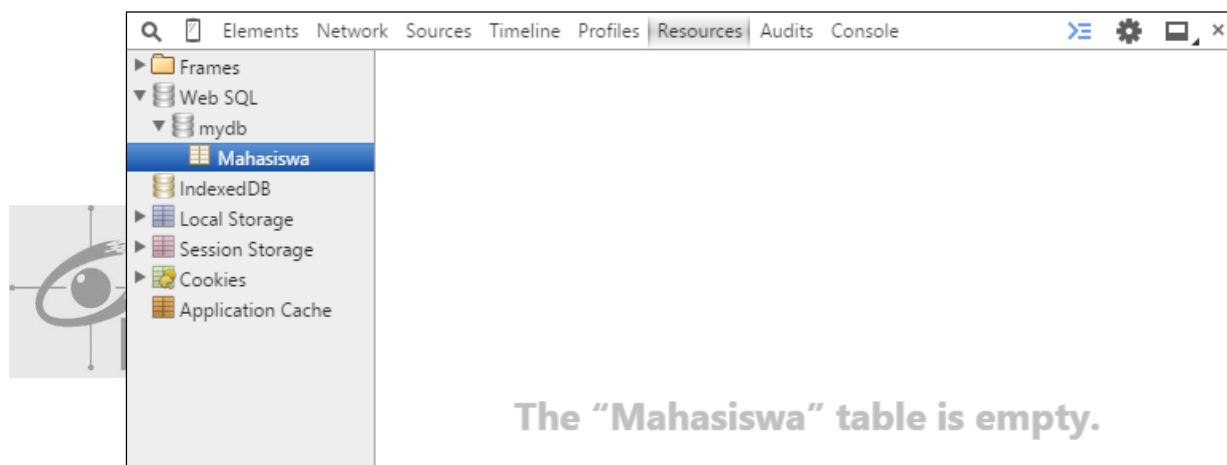 Elements Network Sources Timeline Profiles Resources Audits Console
Frames
Web SQL
mydb
Mahasiswa
IndexedDB
Local Storage
Session Storage
Cookies
Application Cache
The “Mahasiswa” table is empty.